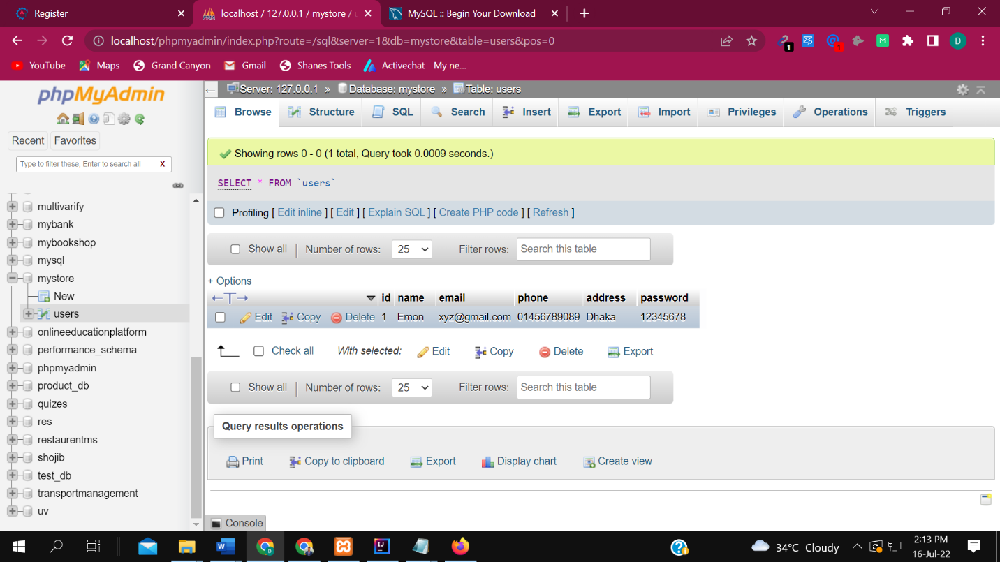 Register
localhost / 127.0.0.1 / mystore / u
MySQL :: Begin Your Download
localhost/phpmyadmin/index.php?route=/sql&server=1&db=mystore&table=users&pos=0
1
1
M
D
YouTube
Maps
Grand Canyon
Gmail
Shanes Tools
Activechat - My ne...
phpMyAdmin
Recent
Favorites
Type to filter these, Enter to search all
X
multivarify
mybank
mybookshop
mysql
mystore
New
users
onlineeducationplatform
performance_schema
phpmyadmin
product_db
quizes
res
restaurentms
shojib
test_db
transportmanagement
uv
Server: 127.0.0.1 » Database: mystore » Table: users
Browse Structure SQL Search Insert Export Import Privileges Operations Triggers
Showing rows 0 - 0 (1 total, Query took 0.0009 seconds.)
SELECT * FROM `users`
Profiling [ Edit inline ] [ Edit ] [ Explain SQL ] [ Create PHP code ] [ Refresh ]
Show all Number of rows: 25 Filter rows: Search this table
+ Options
←T→ id name email phone address password
Edit Copy Delete 1 Emon xyz@gmail.com 01456789089 Dhaka 12345678
Check all With selected: Edit Copy Delete Export
Show all Number of rows: 25 Filter rows: Search this table
Query results operations
Print Copy to clipboard Export Display chart Create view
Console
34°C Cloudy
2:13 PM
16-Jul-22